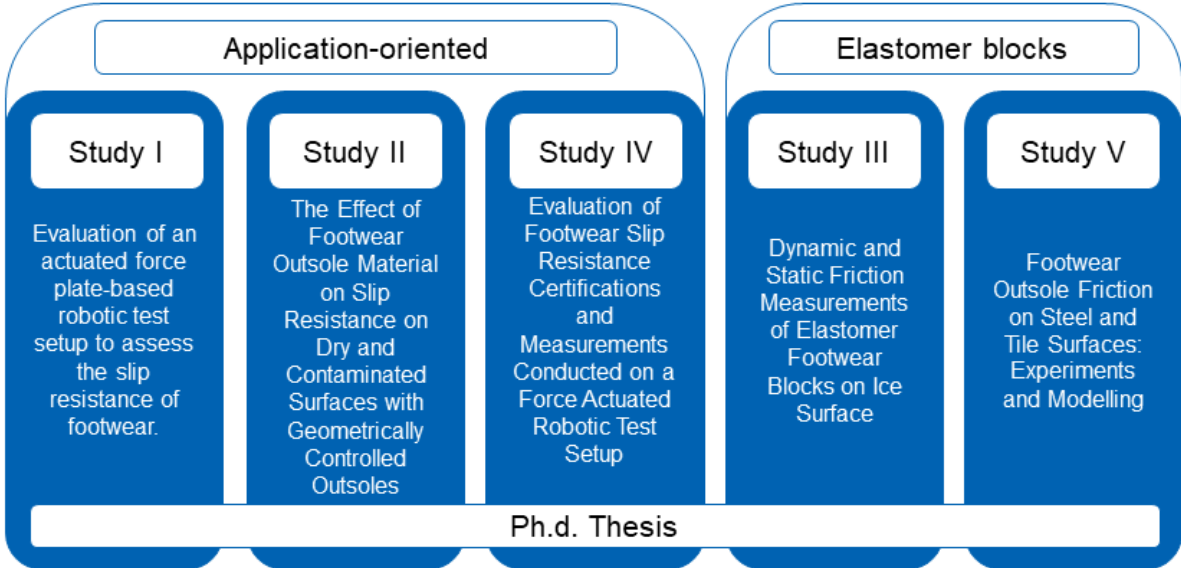 Application-oriented
Elastomer blocks
Study I
Evaluation of an
actuated force
plate-based
robotic test
setup to assess
the slip
resistance of
footwear.
Study II
The Effect of
Footwear
Outsole Material
on Slip
Resistance on
Dry and
Contaminated
Surfaces with
Geometrically
Controlled
Outsoles
Study IV
Evaluation of
Footwear Slip
Resistance
Certifications
and
Measurements
Conducted on a
Force Actuated
Robotic Test
Setup
Study III
Dynamic and
Static Friction
Measurements
of Elastomer
Footwear
Blocks on Ice
Surface
Study V
Footwear
Outsole Friction
on Steel and
Tile Surfaces:
Experiments
and Modelling
Ph.d. Thesis